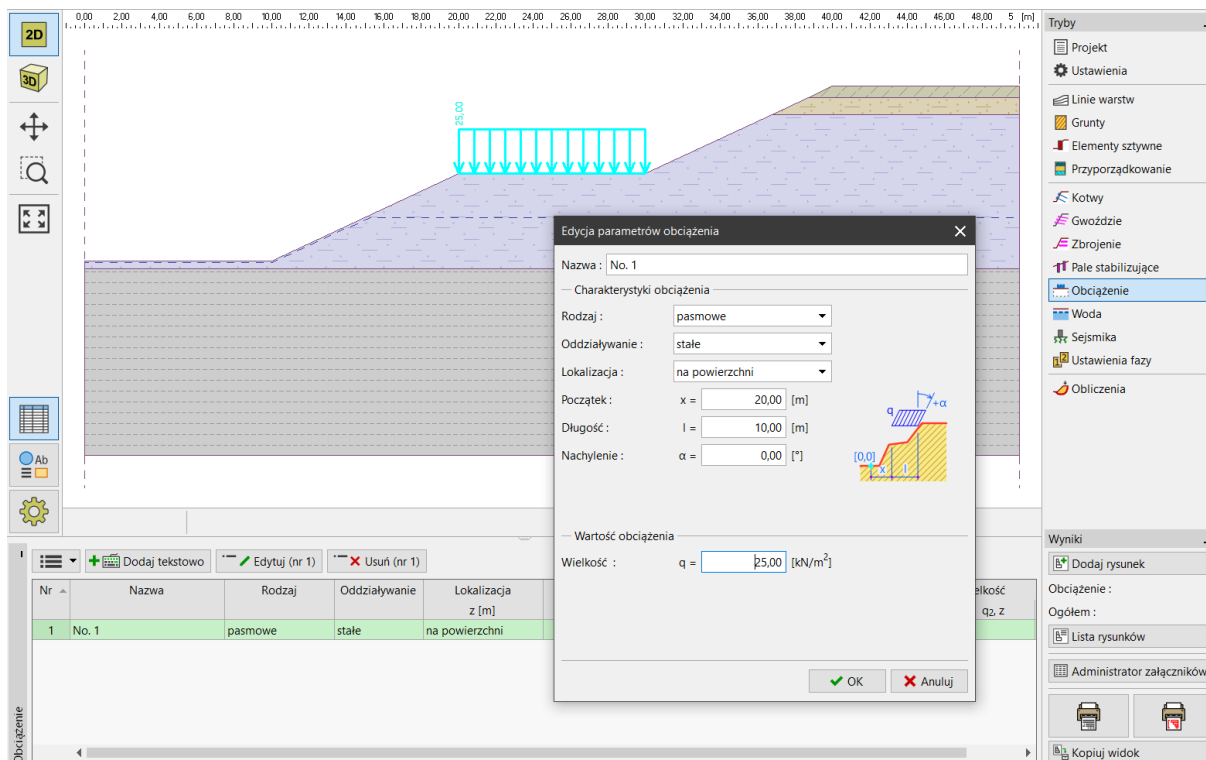 0,00 2,00 4,00 6,00 8,00 10,00 12,00 14,00 16,00 18,00 20,00 22,00 24,00 26,00 28,00 30,00 32,00 34,00 36,00 38,00 40,00 42,00 44,00 46,00 48,00 5 [m]
2D
3D
Ab
25,00
Edycja parametrów obciążenia
Nazwa : No. 1
Charakterystyki obciążenia
Rodzaj : pasmowe
Oddziaływanie : stałe
Lokalizacja : na powierzchni
Początek : x = 20,00 [m]
Długość : l = 10,00 [m]
Nachylenie : α = 0,00 [°]
q +α
[0,0] x l
Wartość obciążenia
Wielkość : q = 25,00 [kN/m²]
OK Anuluj
Tryby
Projekt
Ustawienia
Linie warstw
Grunty
Elementy sztywne
Przyporządkowanie
Kotwy
Gwoździe
Zbrojenie
Pale stabilizujące
Obciążenie
Woda
Sejsmika
Ustawienia fazy
Obliczenia
Dodaj tekstowo Edytuj (nr 1) Usuń (nr 1)
Nr Nazwa Rodzaj Oddziaływanie Lokalizacja elkość
z [m] q₂, z
1 No. 1 pasmowe stałe na powierzchni
Obciążenie
Wyniki
Dodaj rysunek
Obciążenie :
Ogółem :
Lista rysunków
Administrator załączników
Kopiuj widok